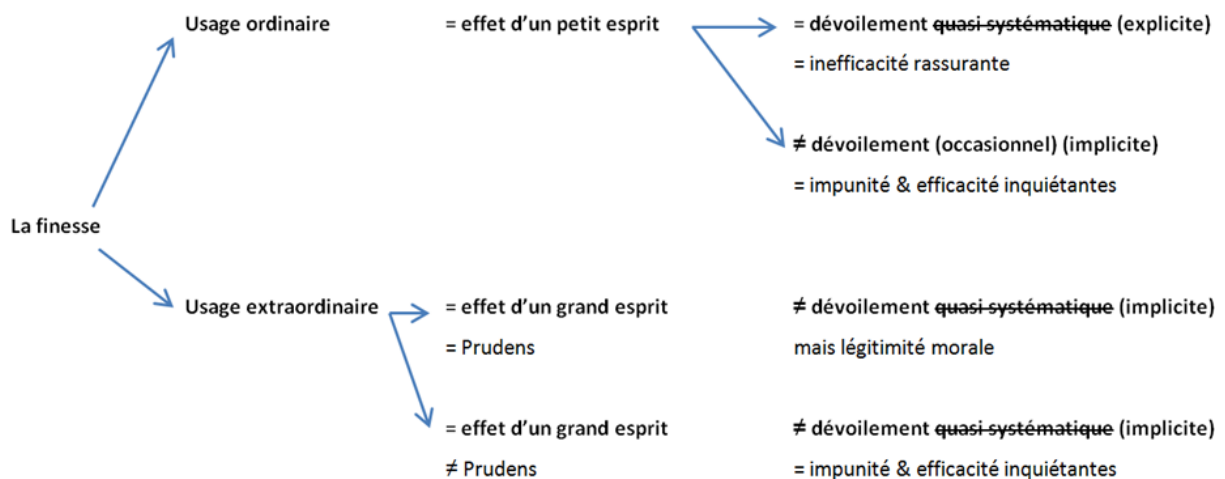 Usage ordinaire = effet d’un petit esprit = dévoilement quasi systématique (explicite)
= inefficacité rassurante
≠ dévoilement (occasionnel) (implicite)
= impunité & efficacité inquiétantes
La finesse
Usage extraordinaire = effet d’un grand esprit ≠ dévoilement quasi systématique (implicite)
= Prudens mais légitimité morale
= effet d’un grand esprit ≠ dévoilement quasi systématique (implicite)
≠ Prudens = impunité & efficacité inquiétantes